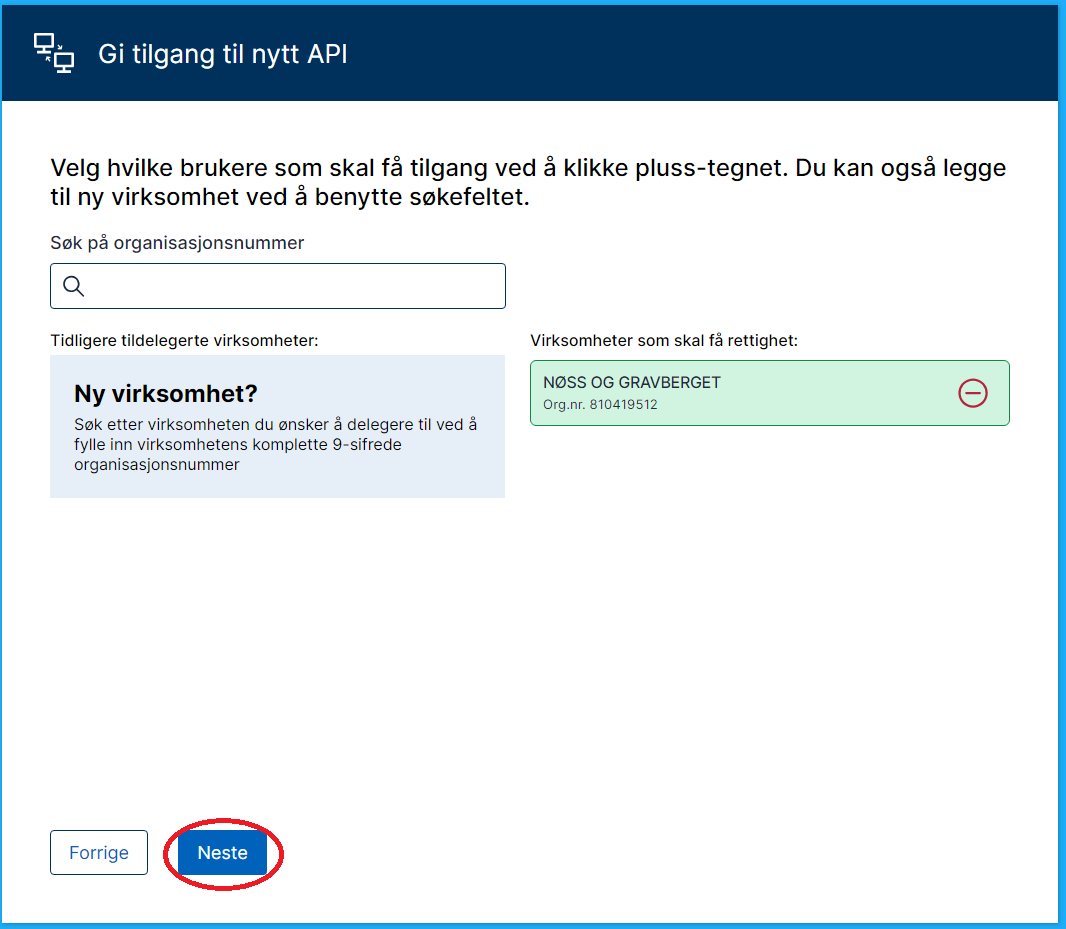 Gi tilgang til nytt API
Velg hvilke brukere som skal få tilgang ved å klikke pluss-tegnet. Du kan også legge
til ny virksomhet ved å benytte søkefeltet.
Søk på organisasjonsnummer
Tidligere tildelegerte virksomheter:
Ny virksomhet?
Søk etter virksomheten du ønsker å delegere til ved å
fylle inn virksomhetens komplette 9-sifrede
organisasjonsnummer
Virksomheter som skal få rettighet:
NØSS OG GRAVBERGET
Org.nr. 810419512
Forrige
Neste